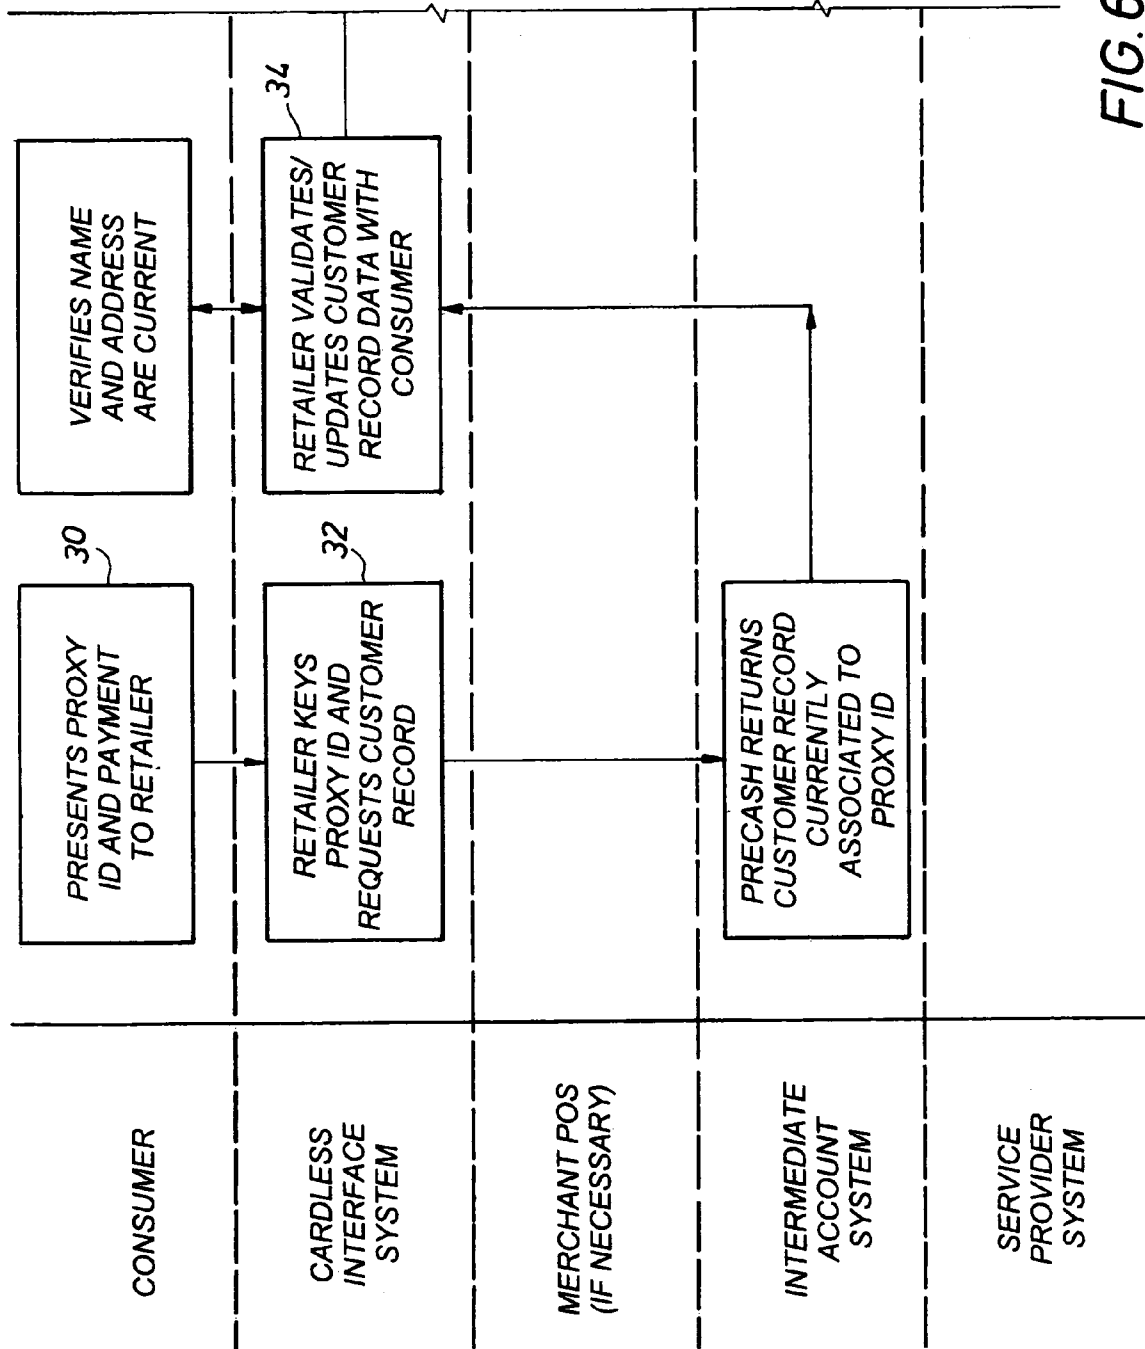 CONSUMER
PRESENTS PROXY
ID AND PAYMENT
TO RETAILER
30
VERIFIES NAME
AND ADDRESS
ARE CURRENT
CARDLESS
INTERFACE
SYSTEM
RETAILER KEYS
PROXY ID AND
REQUESTS CUSTOMER
RECORD
32
RETAILER VALIDATES/
UPDATES CUSTOMER
RECORD DATA WITH
CONSUMER
34
MERCHANT POS
(IF NECESSARY)
INTERMEDIATE
ACCOUNT
SYSTEM
PRECASH RETURNS
CUSTOMER RECORD
CURRENTLY
ASSOCIATED TO
PROXY ID
SERVICE
PROVIDER
SYSTEM
FIG.6